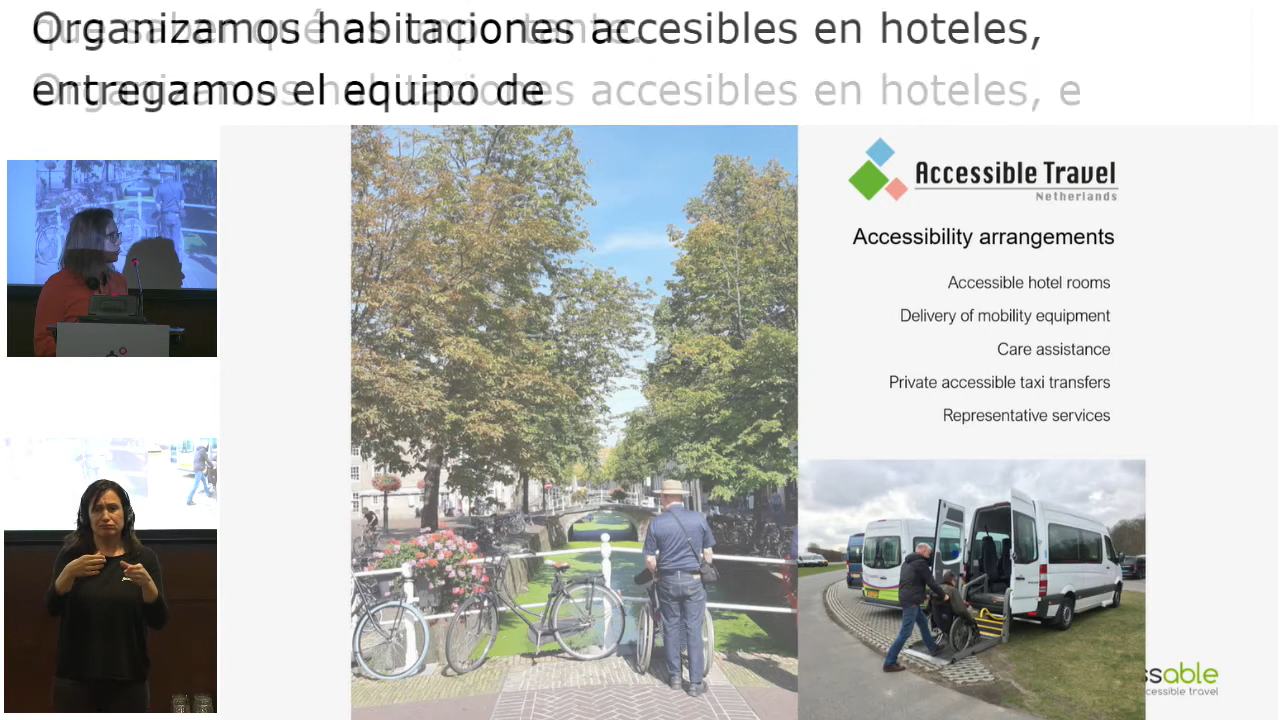 Organizamos habitaciones accesibles en hoteles,
entregamos el equipo de
Organizamos habitaciones accesibles en hoteles, e
Accessible Travel
Netherlands
Accessibility arrangements
Accessible hotel rooms
Delivery of mobility equipment
Care assistance
Private accessible taxi transfers
Representative services
ssable
cessible travel